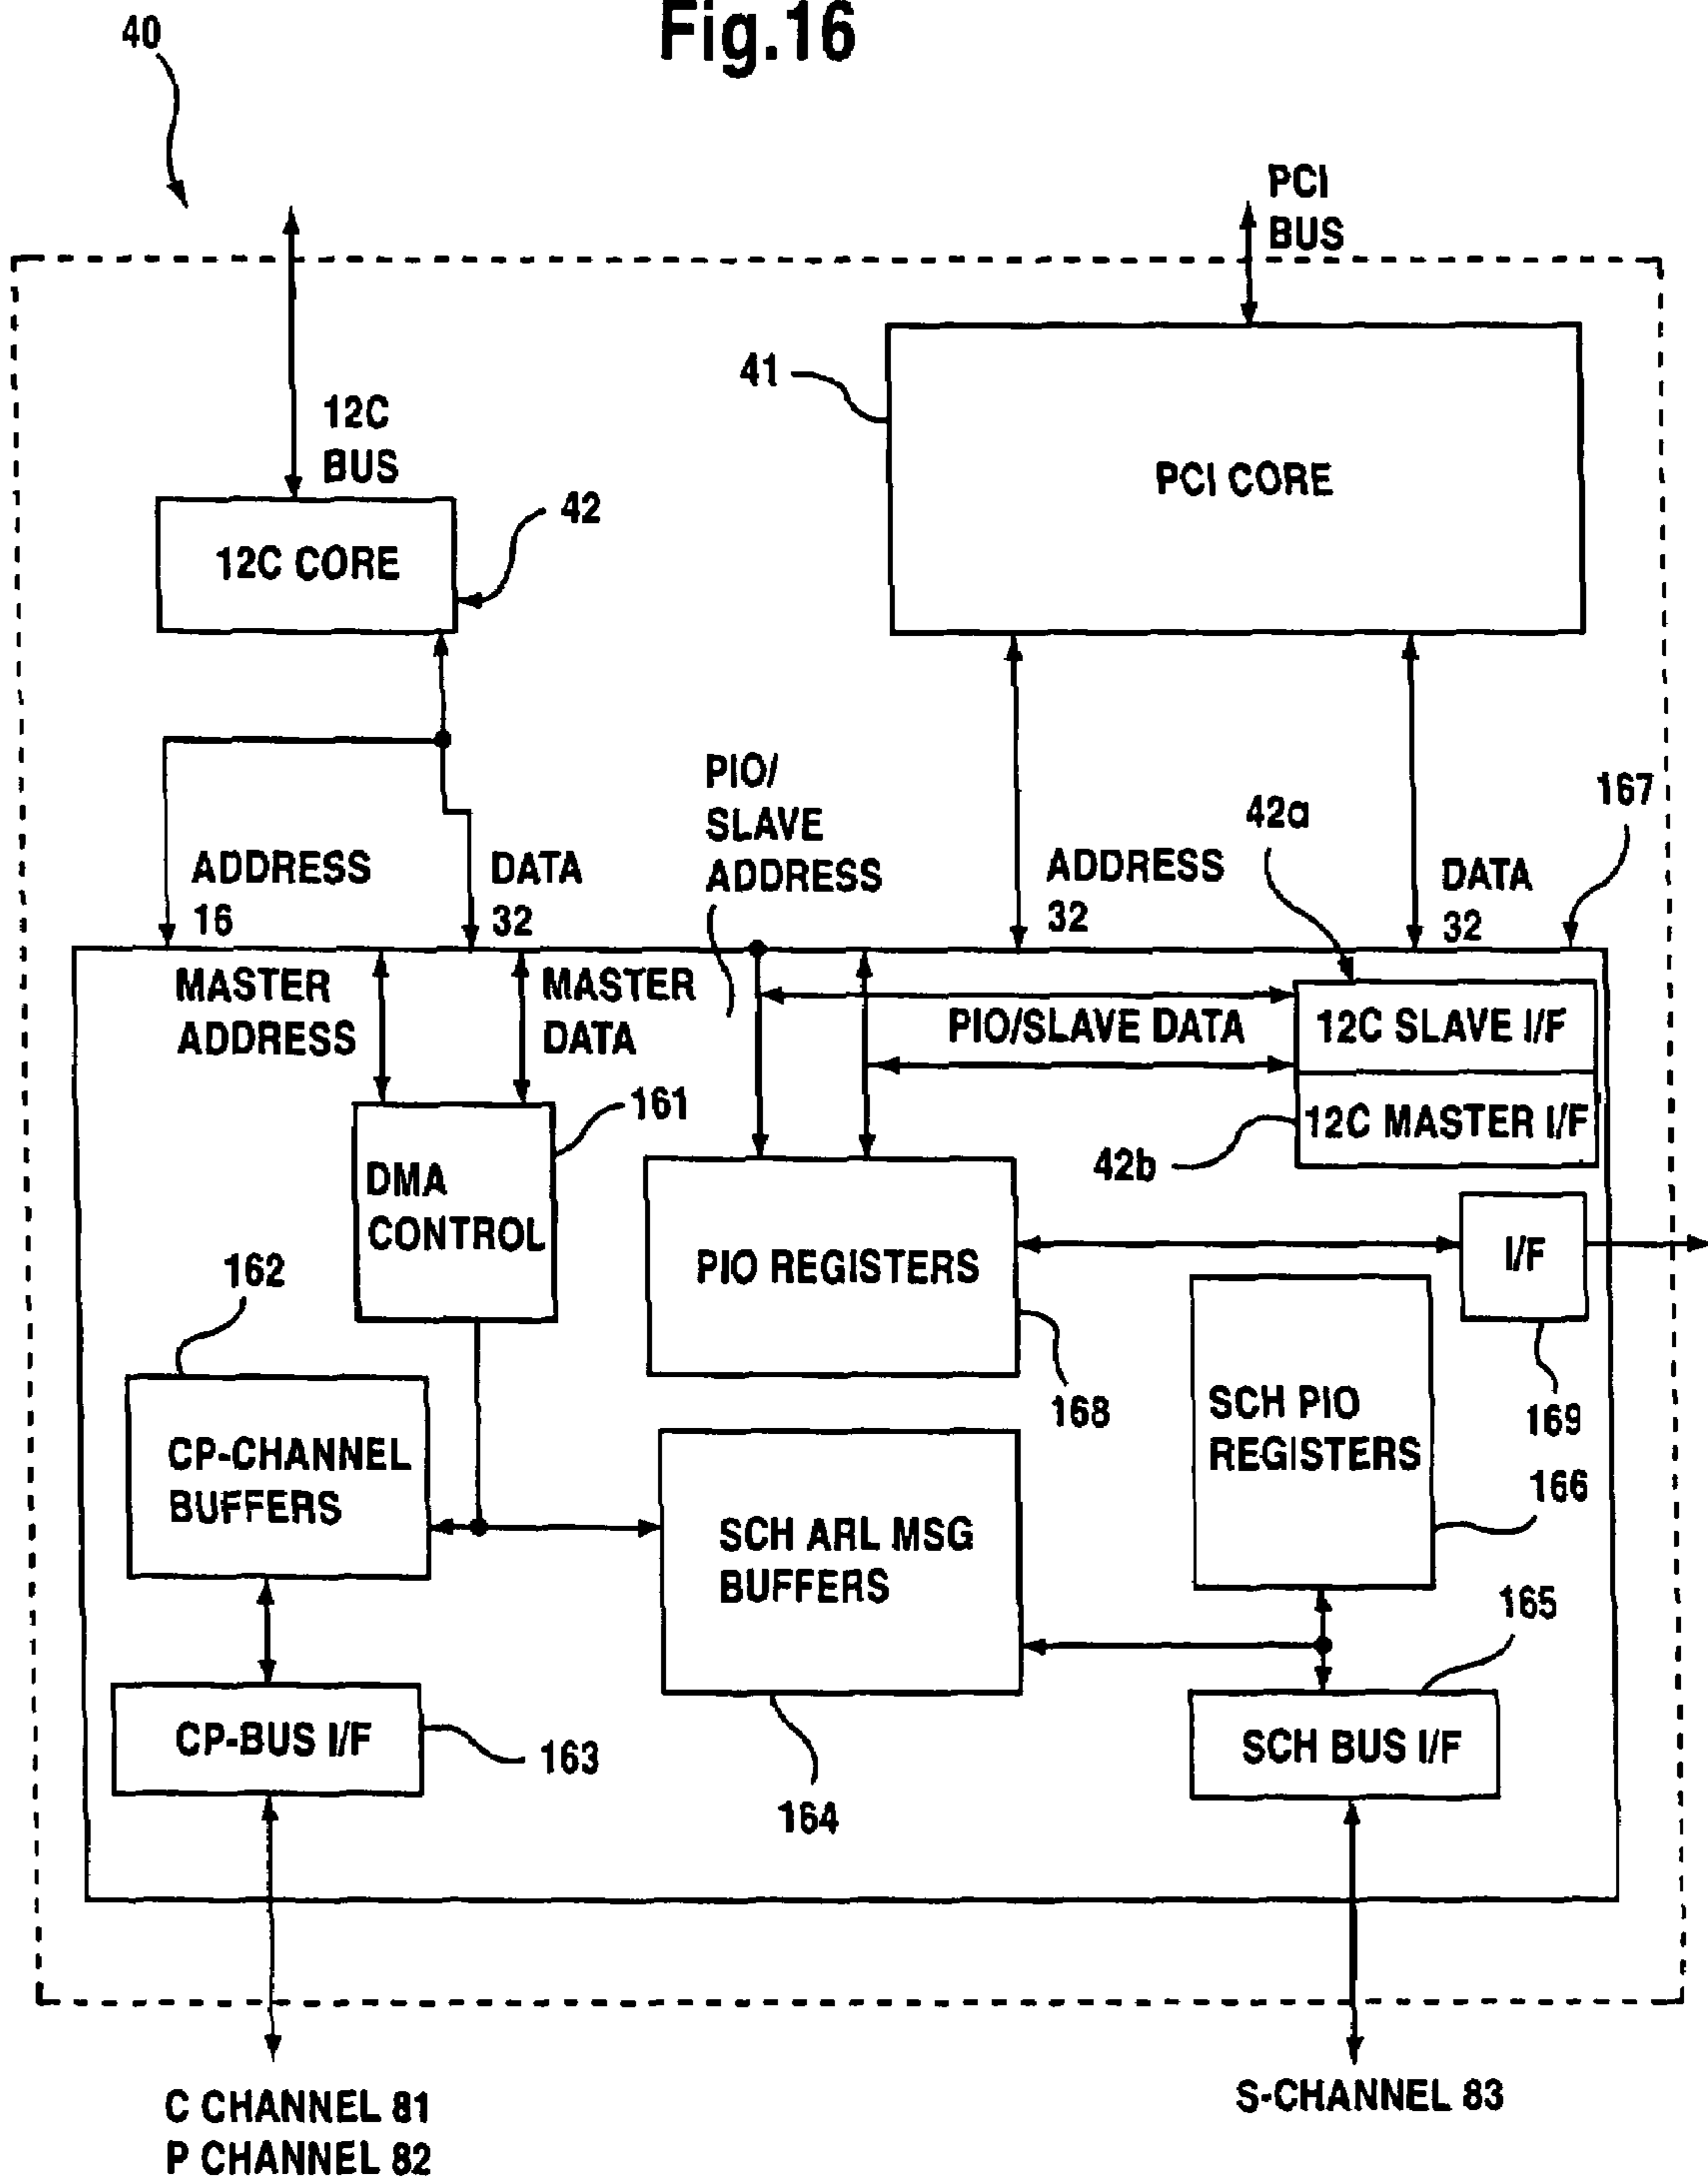 Fig.16
40
PCI
BUS
12C
BUS
41
PCI CORE
42
12C CORE
PIO/
SLAVE
ADDRESS
167
42a
ADDRESS
16
DATA
32
ADDRESS
32
DATA
32
MASTER
ADDRESS
MASTER
DATA
PIO/SLAVE DATA
12C SLAVE I/F
12C MASTER I/F
42b
161
DMA
CONTROL
PIO REGISTERS
I/F
162
168
169
SCH PIO
REGISTERS
166
CP-CHANNEL
BUFFERS
SCH ARL MSG
BUFFERS
165
CP-BUS I/F
163
SCH BUS I/F
164
C CHANNEL 81
P CHANNEL 82
S-CHANNEL 83